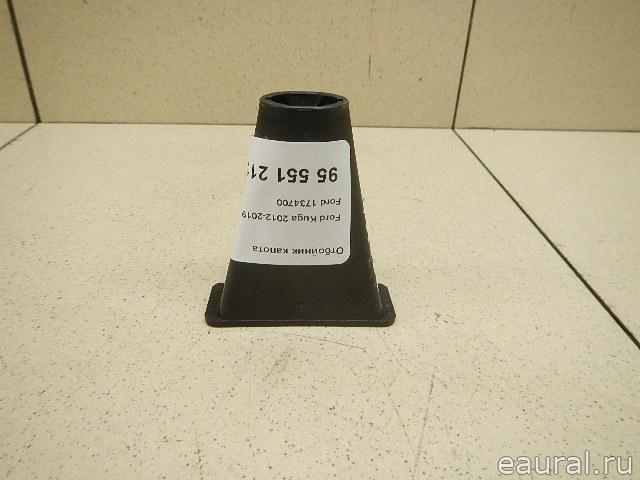 Отбойник капота
Ford Kuga 2012-2019
Ford 1734700
95 551 21
eaural.ru